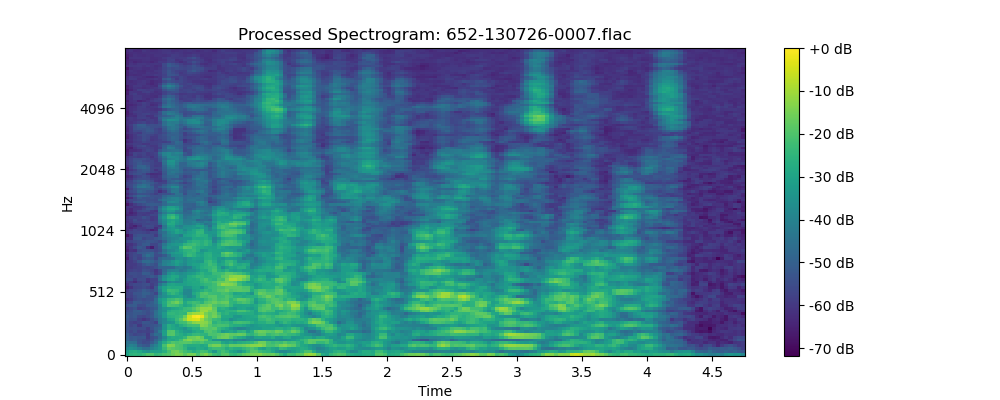 Processed Spectrogram: 652-130726-0007.flac
Hz
4096
2048
1024
512
0
0 0.5 1 1.5 2 2.5 3 3.5 4 4.5
Time
+0 dB
-10 dB
-20 dB
-30 dB
-40 dB
-50 dB
-60 dB
-70 dB